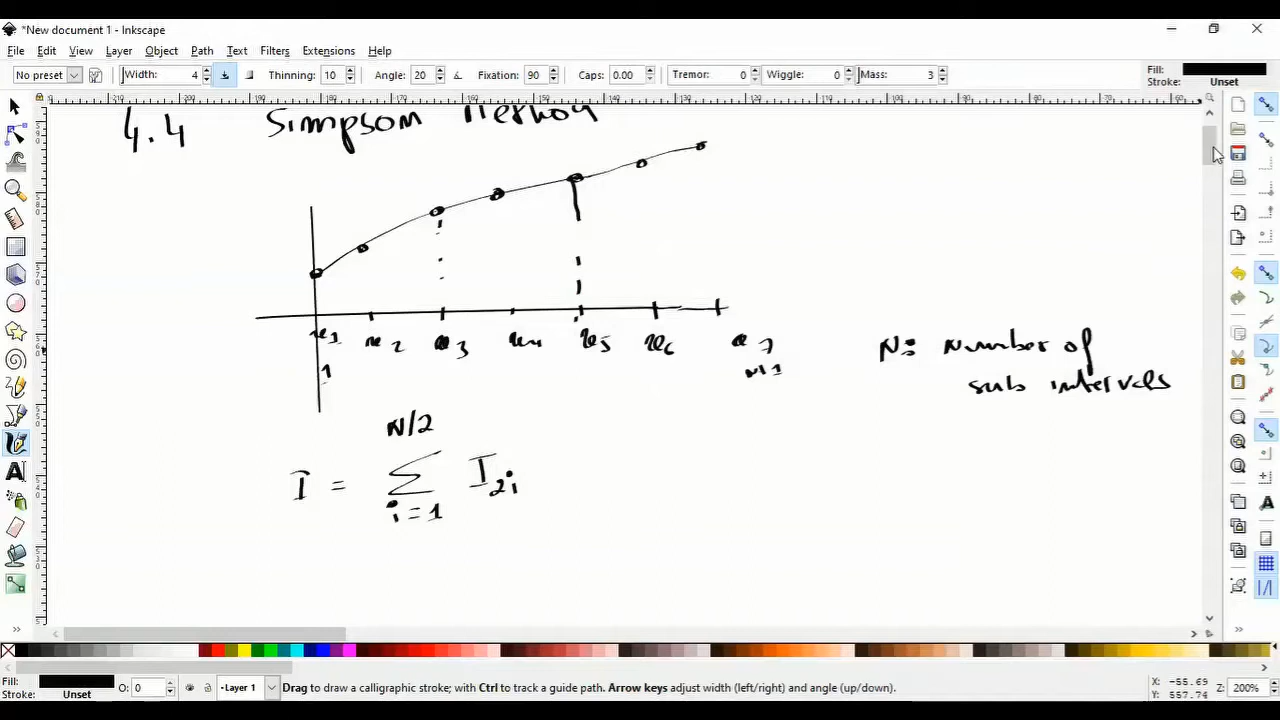 *New document 1 - Inkscape
File Edit View Layer Object Path Text Filters Extensions Help
No preset Width: 4 Thinning: 10 Angle: 20 Fixation: 90 Caps: 0.00 Tremor: 0 Wiggle: 0 Mass: 3 Fill: Stroke: Unset
4.4 Simpson Method
x1 x2 x3 x4 x5 x6 x7
1 N+1
N: Number of
sub intervals
N/2
I = Σ I2i
i=1
Fill: Stroke: Unset O: 0 Layer 1 Drag to draw a calligraphic stroke; with Ctrl to track a guide path. Arrow keys adjust width (left/right) and angle (up/down). X: -55.69 Y: 557.74 Z: 200%